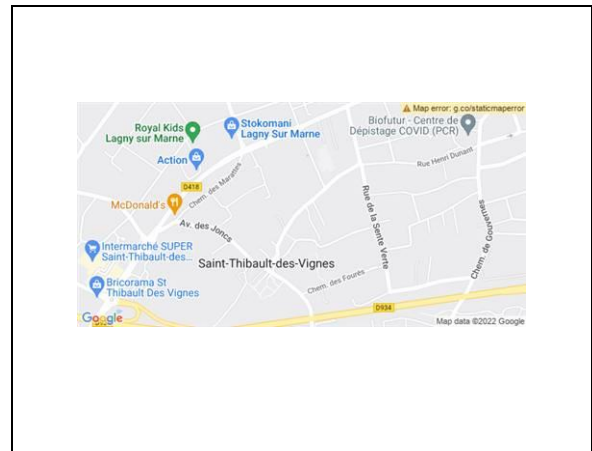 Map error: g.co/staticmaperror
Royal Kids
Lagny sur Marne
Stokomani
Lagny Sur Marne
Biofutur - Centre de
Dépistage COVID (PCR)
Action
Rue Henri Dunant
D418
Chem. des Marattes
McDonald's
Rue de la Sente Verte
Chem. de Gouvernes
Av. des Joncs
Intermarché SUPER
Saint-Thibault-des...
Saint-Thibault-des-Vignes
Chem. des Fourès
Bricorama St
Thibault Des Vignes
D934
Google
Map data ©2022 Google